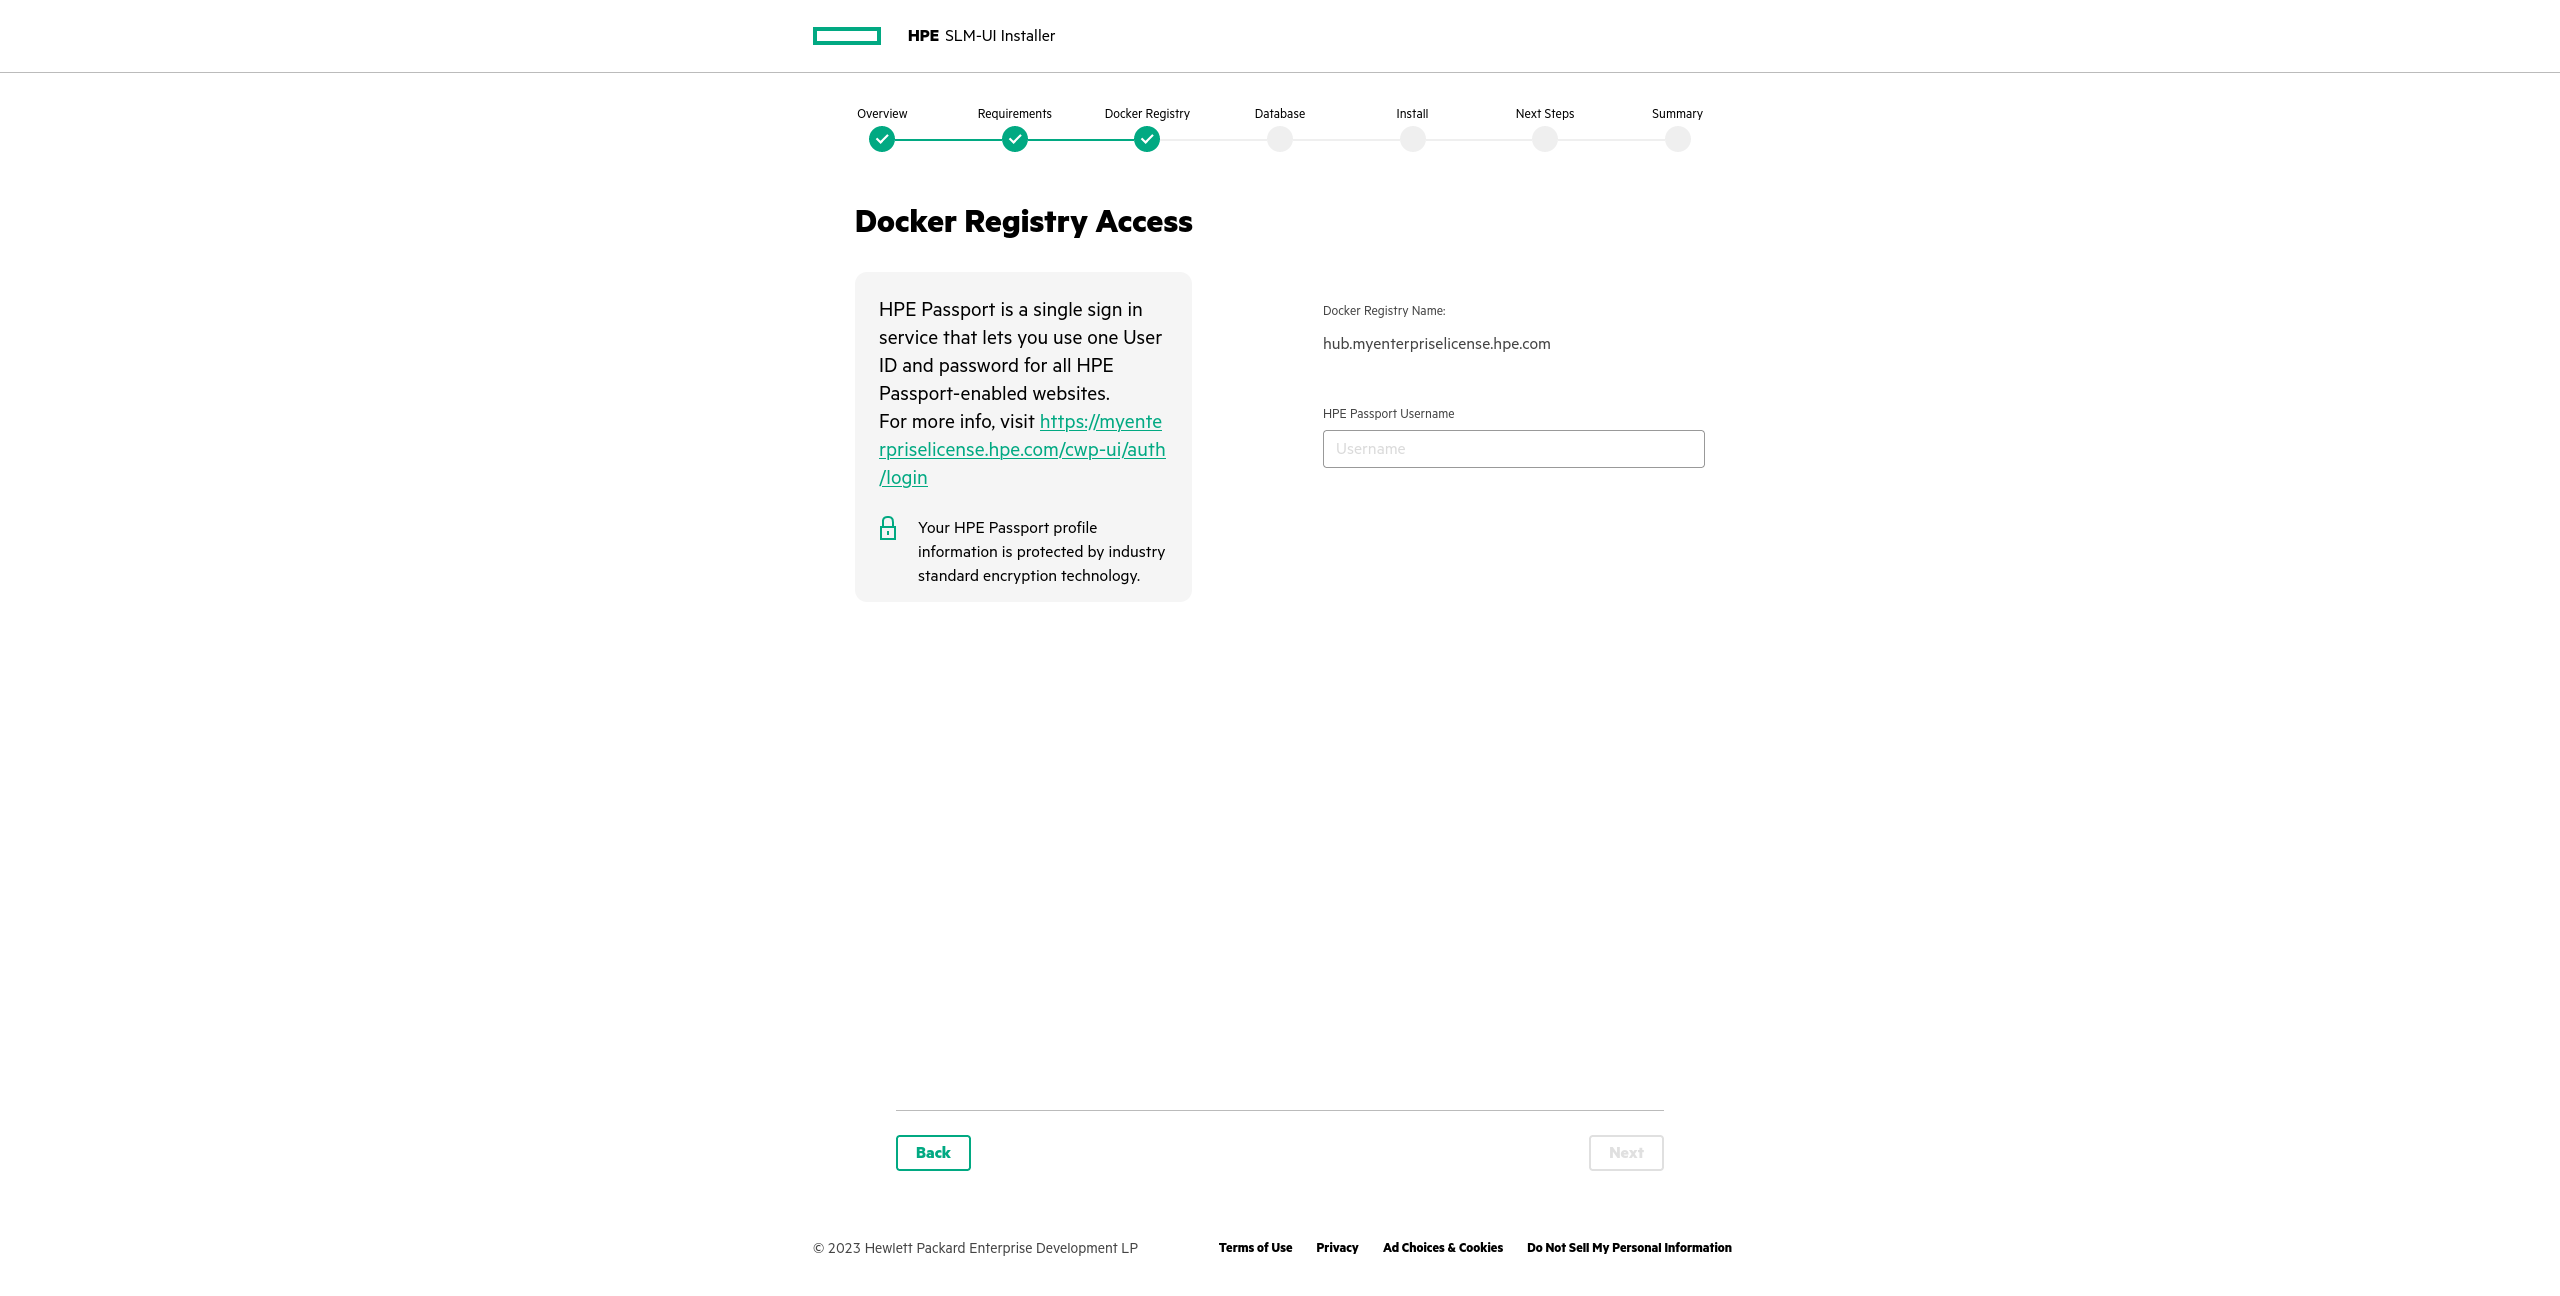 HPE SLM-UI Installer
Overview Requirements Docker Registry Database Install Next Steps Summary
Docker Registry Access
HPE Passport is a single sign in
service that lets you use one User
ID and password for all HPE
Passport-enabled websites.
For more info, visit https://myente
rpriselicense.hpe.com/cwp-ui/auth
/login
Your HPE Passport profile
information is protected by industry
standard encryption technology.
Docker Registry Name:
hub.myenterpriselicense.hpe.com
HPE Passport Username
Username
Back Next
© 2023 Hewlett Packard Enterprise Development LP Terms of Use Privacy Ad Choices & Cookies Do Not Sell My Personal Information